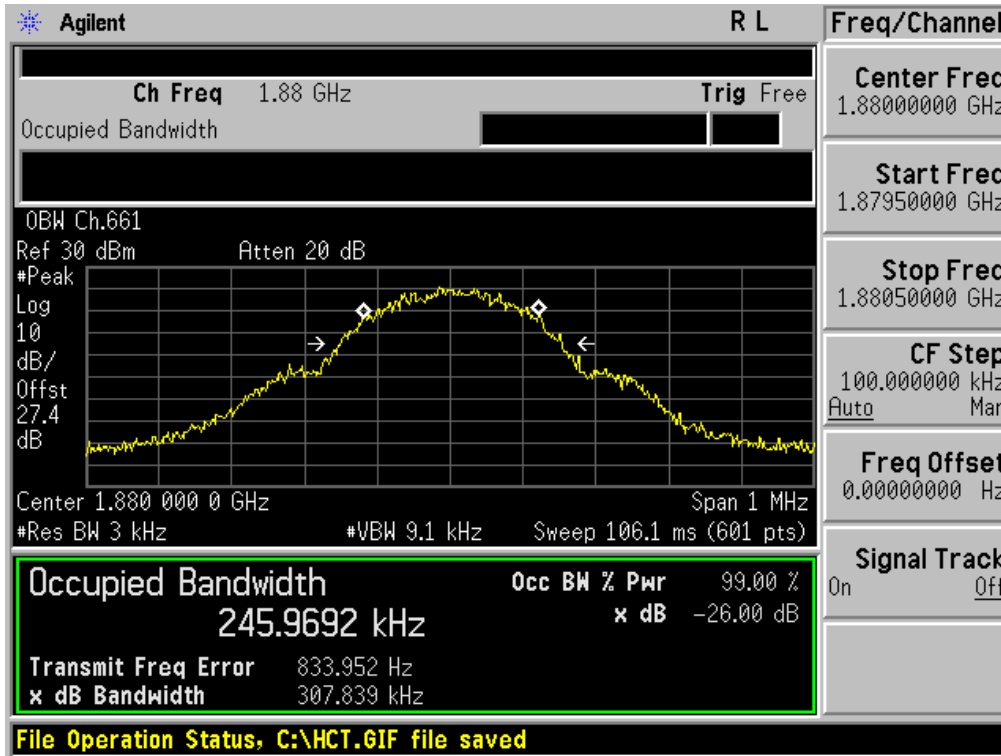 Agilent R L
Freq/Channel
Ch Freq 1.88 GHz Trig Free
Occupied Bandwidth
Center Freq
1.88000000 GHz
Start Freq
1.87950000 GHz
Stop Freq
1.88050000 GHz
CF Step
100.000000 kHz
Auto Man
Freq Offset
0.00000000 Hz
Signal Track
On Off
OBW Ch.661
Ref 30 dBm Atten 20 dB
#Peak
Log
10
dB/
Offst
27.4
dB
Center 1.880 000 0 GHz Span 1 MHz
#Res BW 3 kHz #VBW 9.1 kHz Sweep 106.1 ms (601 pts)
Occupied Bandwidth
245.9692 kHz
Occ BW % Pwr 99.00 %
x dB -26.00 dB
Transmit Freq Error 833.952 Hz
x dB Bandwidth 307.839 kHz
File Operation Status, C:\HCT.GIF file saved